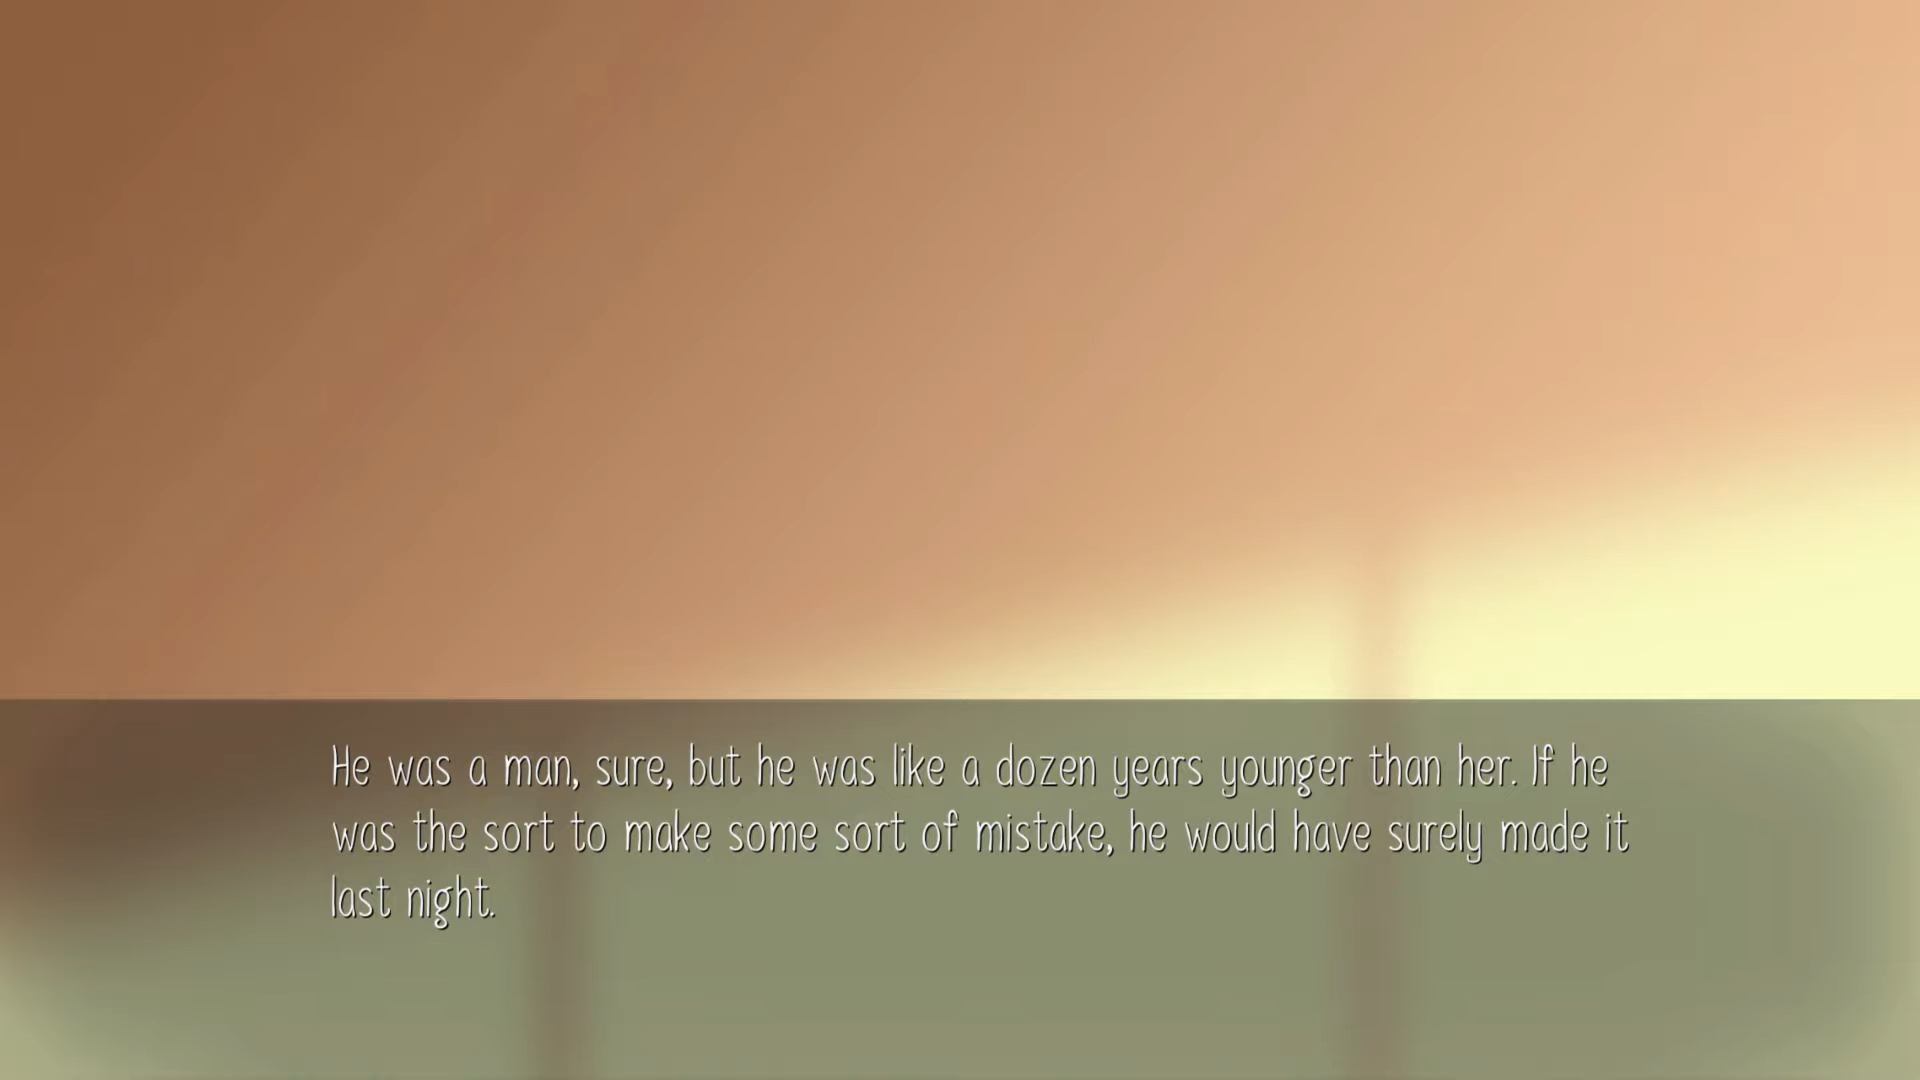 He was a man, sure, but he was like a dozen years younger than her. If he
was the sort to make some sort of mistake, he would have surely made it
last night.